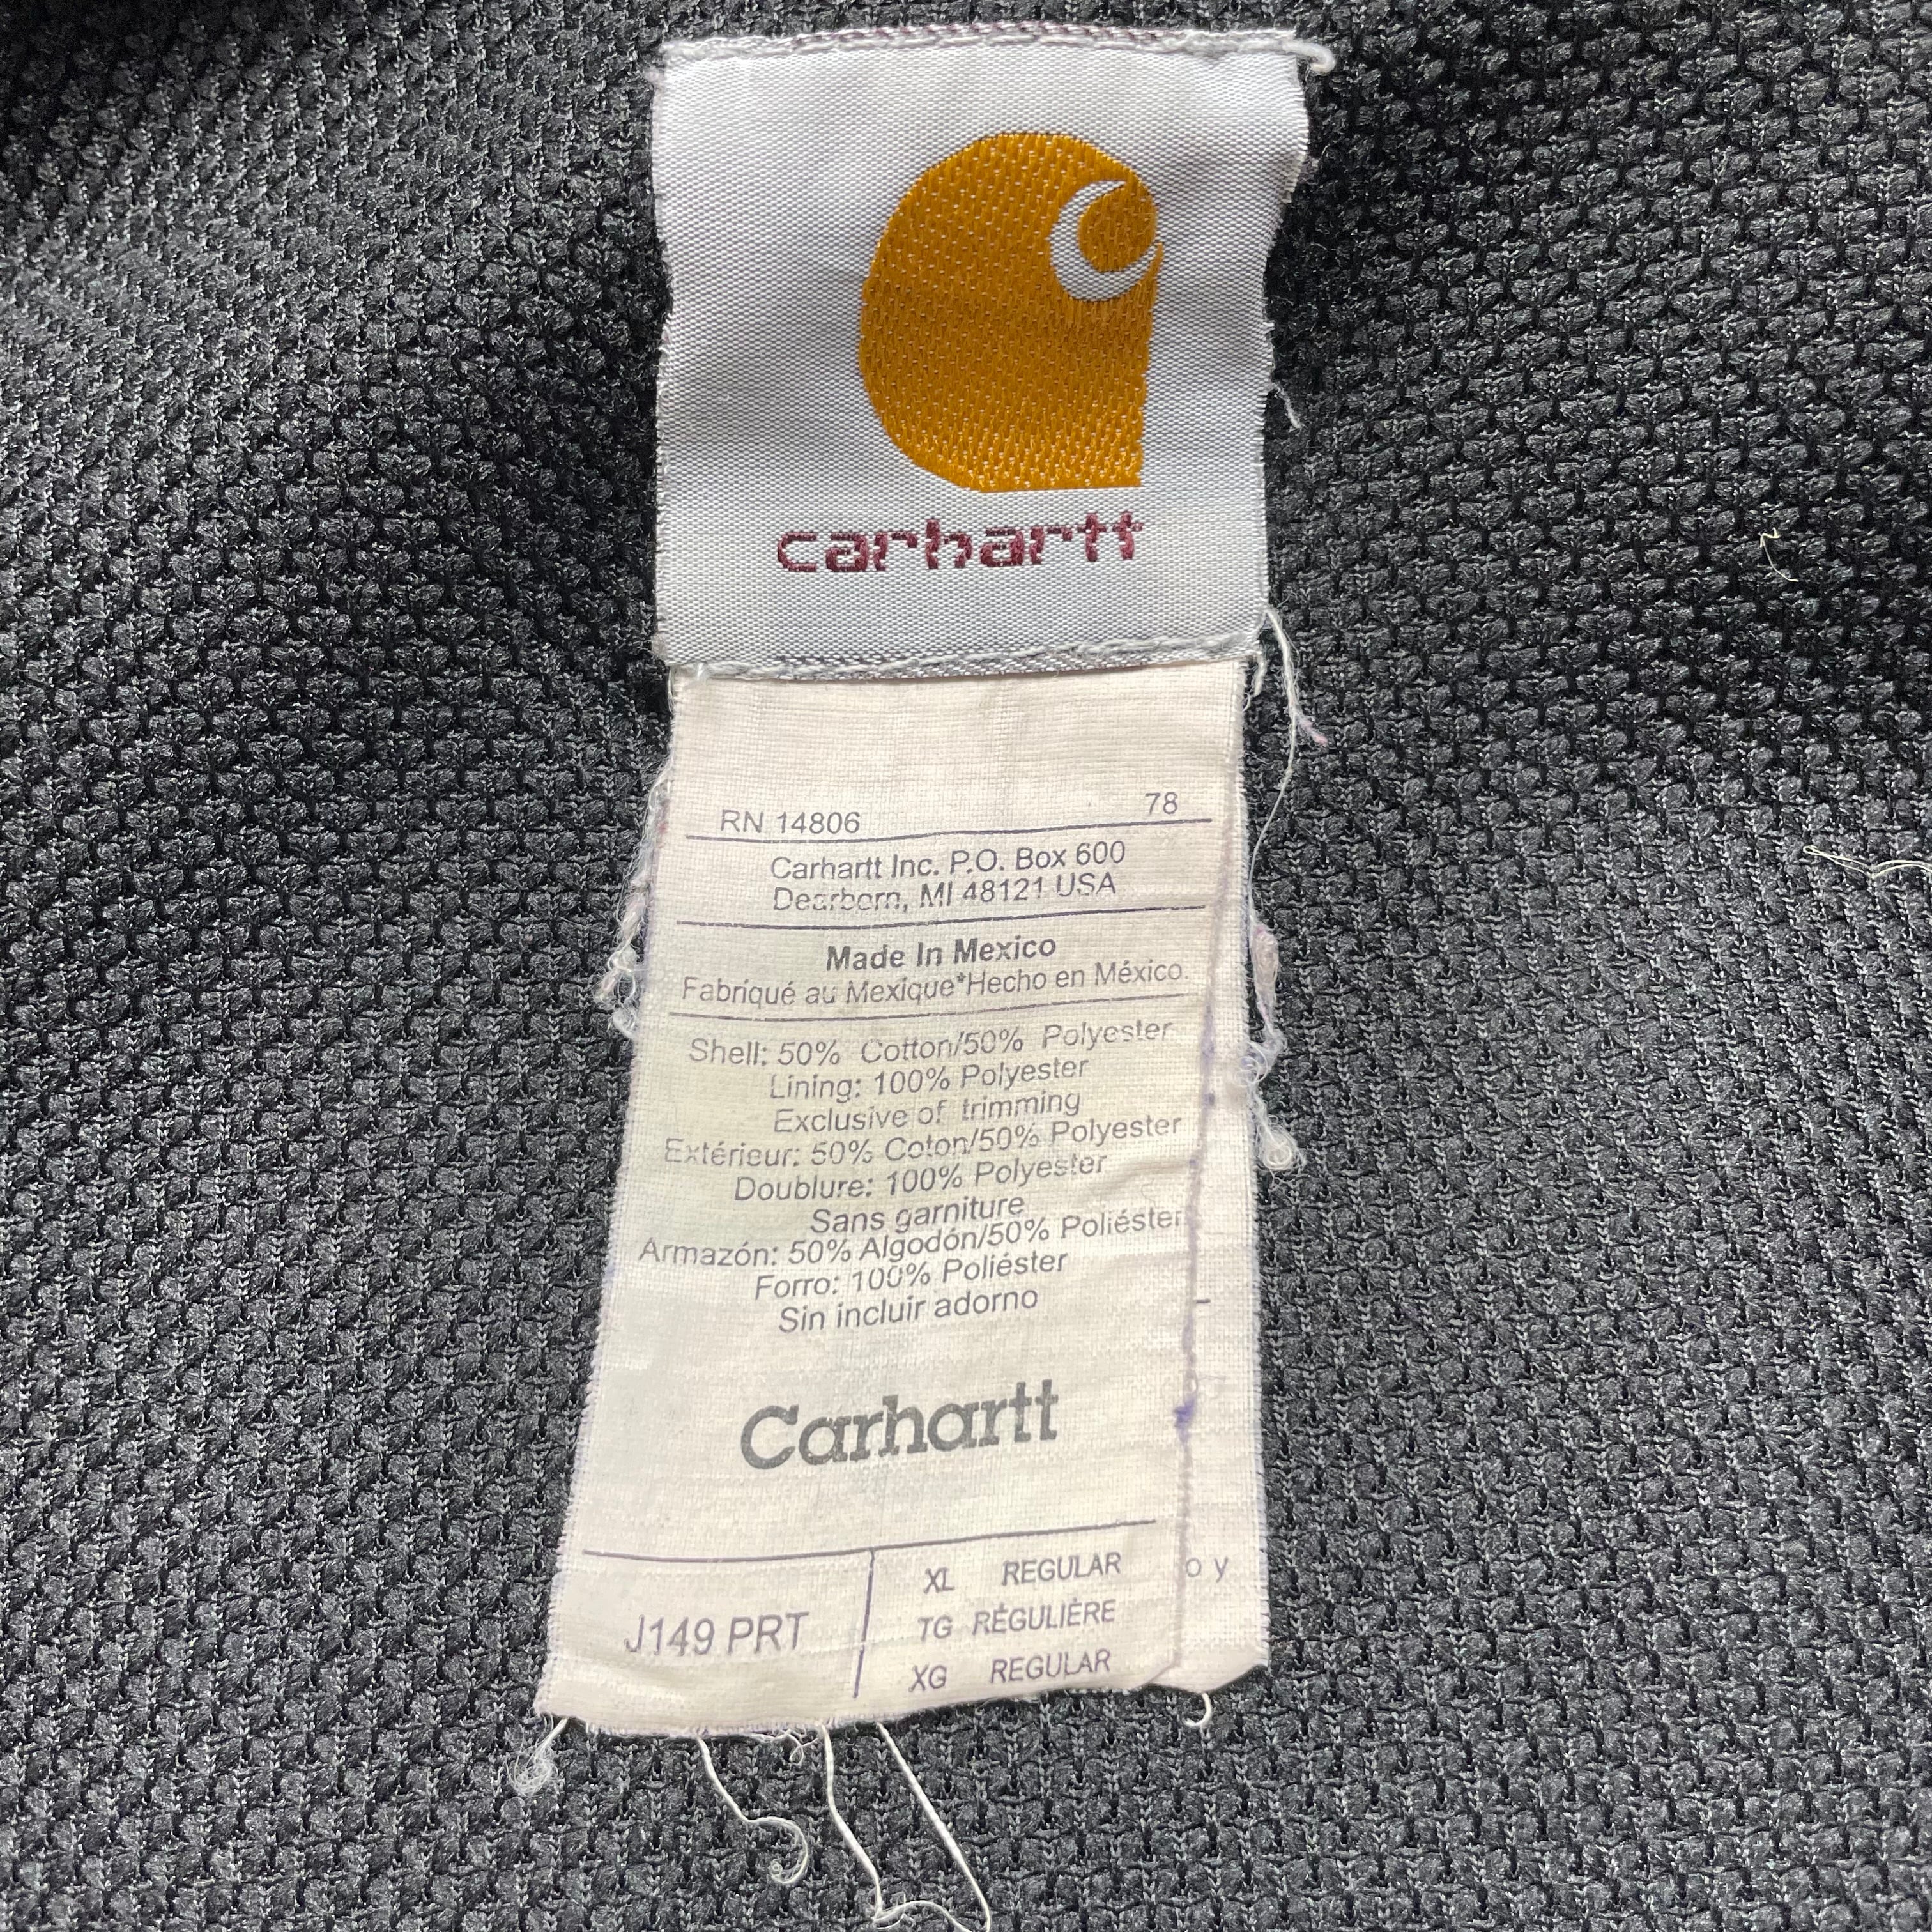 carhartt
RN 14806 78
Carhartt Inc. P.O. Box 600
Dearborn, MI 48121 USA
Made In Mexico
Fabriqué au Mexique*Hecho en México.
Shell: 50% Cotton/50% Polyester
Lining: 100% Polyester
Exclusive of trimming
Extérieur: 50% Coton/50% Polyester
Doublure: 100% Polyester
Sans garniture
Armazón: 50% Algodón/50% Poliéster
Forro: 100% Poliéster
Sin incluir adorno
Carhartt
XL REGULAR
J149 PRT TG RÉGULIÈRE
XG REGULAR
o y